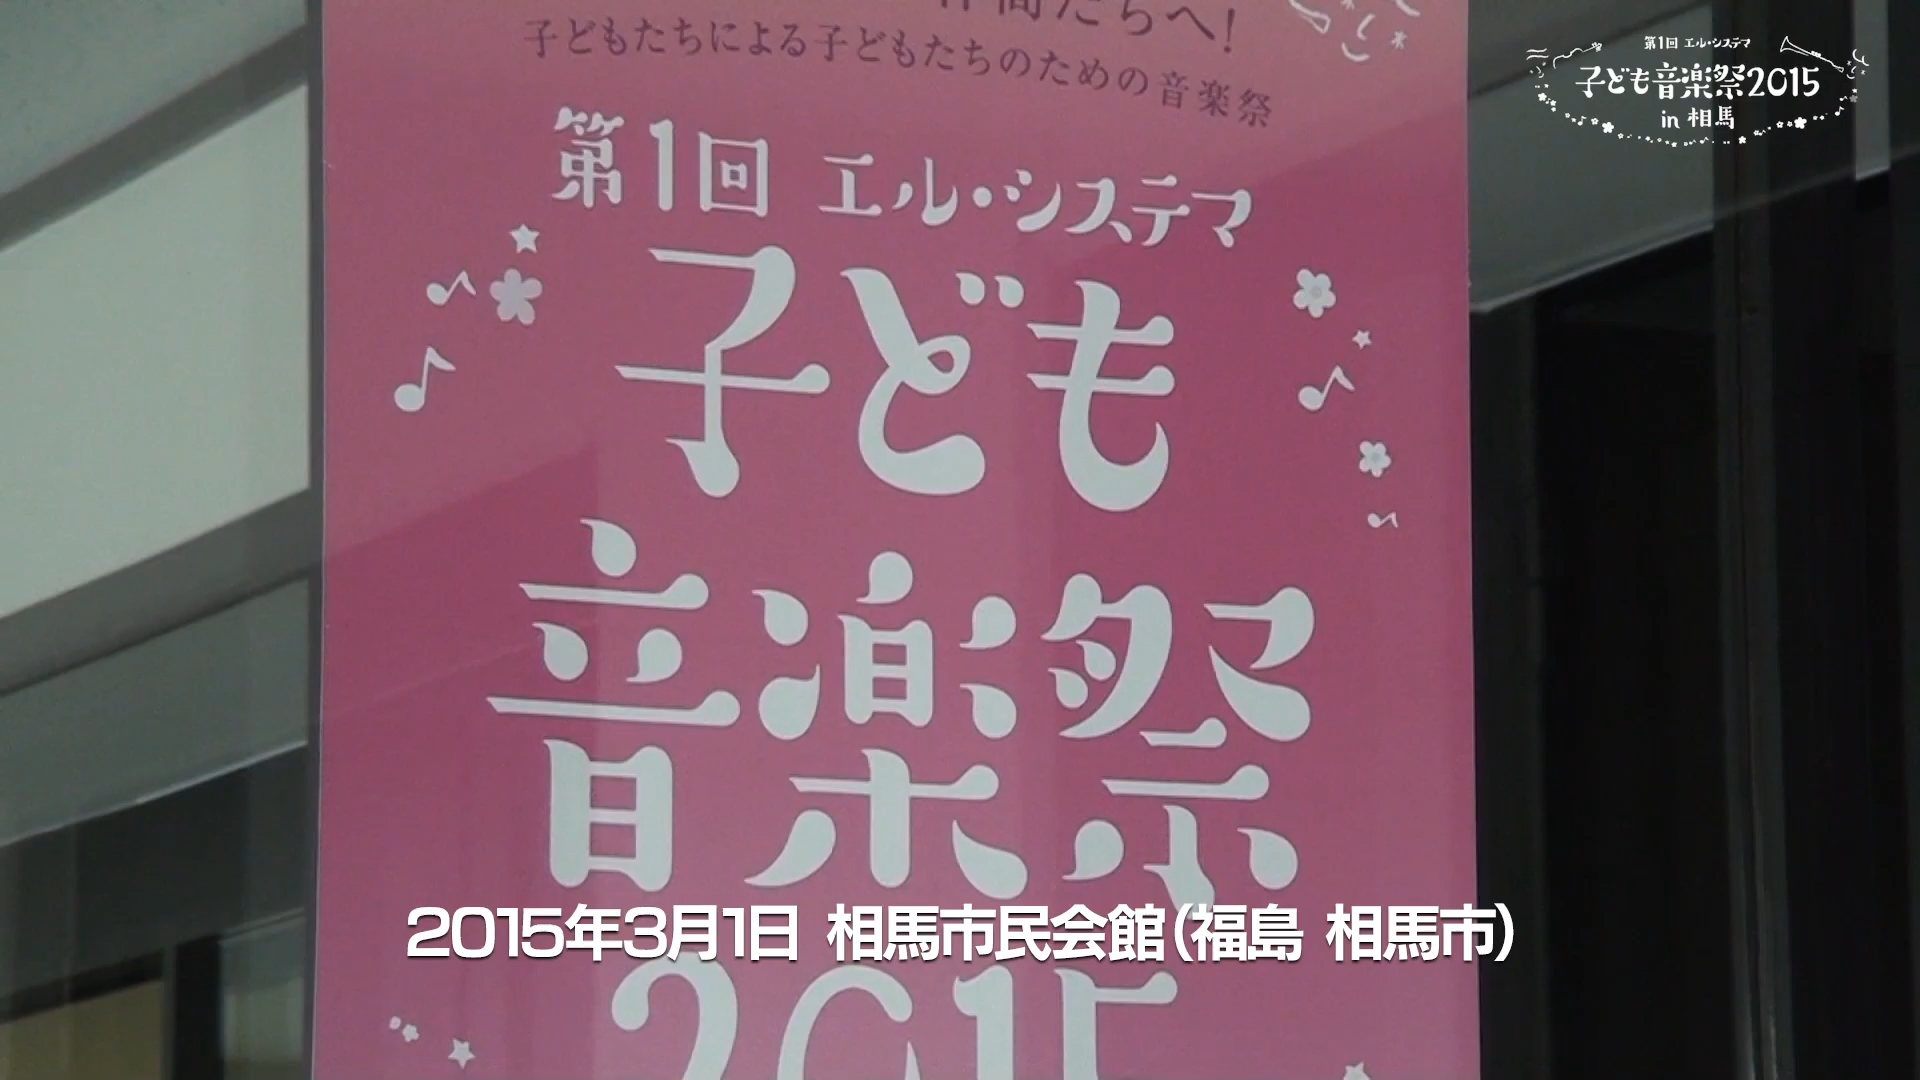 仲間たちへ!
子どもたちによる子どもたちのための音楽祭
第1回 エル・システマ
子ども
音楽祭
2015
第1回 エル・システマ
子ども音楽祭2015
in 相馬
2015年3月1日 相馬市民会館(福島 相馬市)